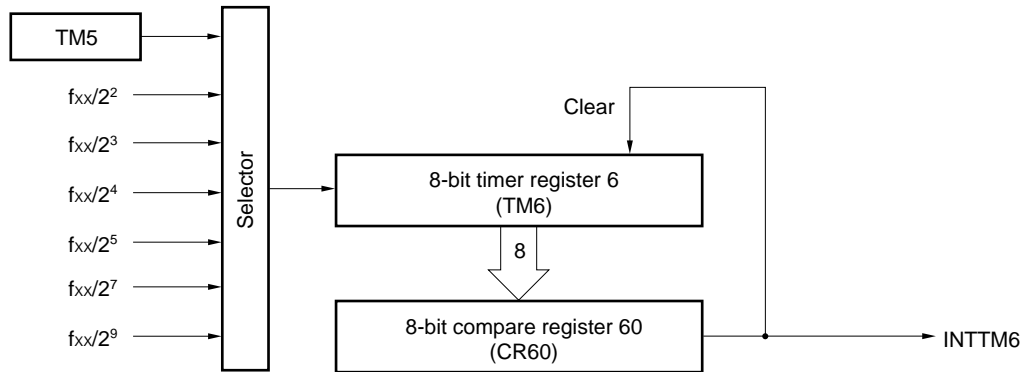 TM5
fxx/2²
fxx/2³
fxx/2⁴
fxx/2⁵
fxx/2⁷
fxx/2⁹
Selector
Clear
8-bit timer register 6
(TM6)
8
8-bit compare register 60
(CR60)
INTTM6